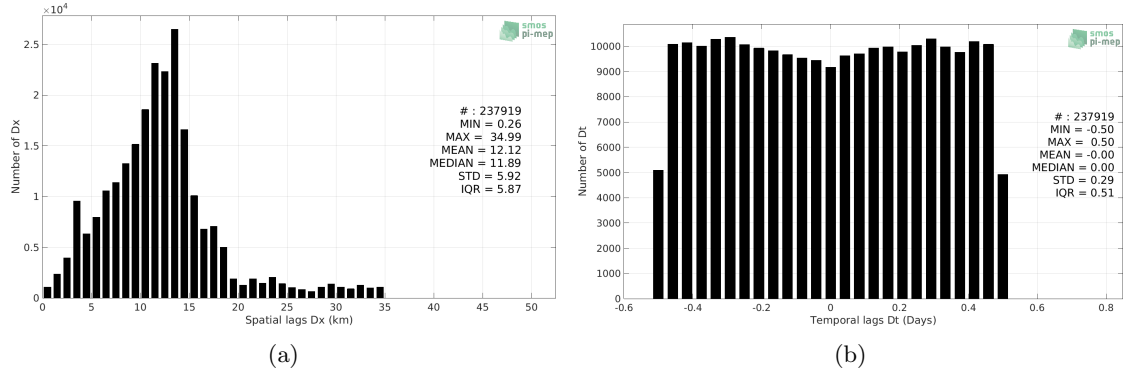 ×10⁴
2.5
2
1.5
1
0.5
0
0 5 10 15 20 25 30 35 40 45 50
Number of Dx
Spatial lags Dx (km)
smos
pi-mep
# : 237919
MIN = 0.26
MAX = 34.99
MEAN = 12.12
MEDIAN = 11.89
STD = 5.92
IQR = 5.87
(a)
10000
9000
8000
7000
6000
5000
4000
3000
2000
1000
0
-0.6 -0.4 -0.2 0 0.2 0.4 0.6 0.8
Number of Dt
Temporal lags Dt (Days)
smos
pi-mep
# : 237919
MIN = -0.50
MAX = 0.50
MEAN = -0.00
MEDIAN = 0.00
STD = 0.29
IQR = 0.51
(b)